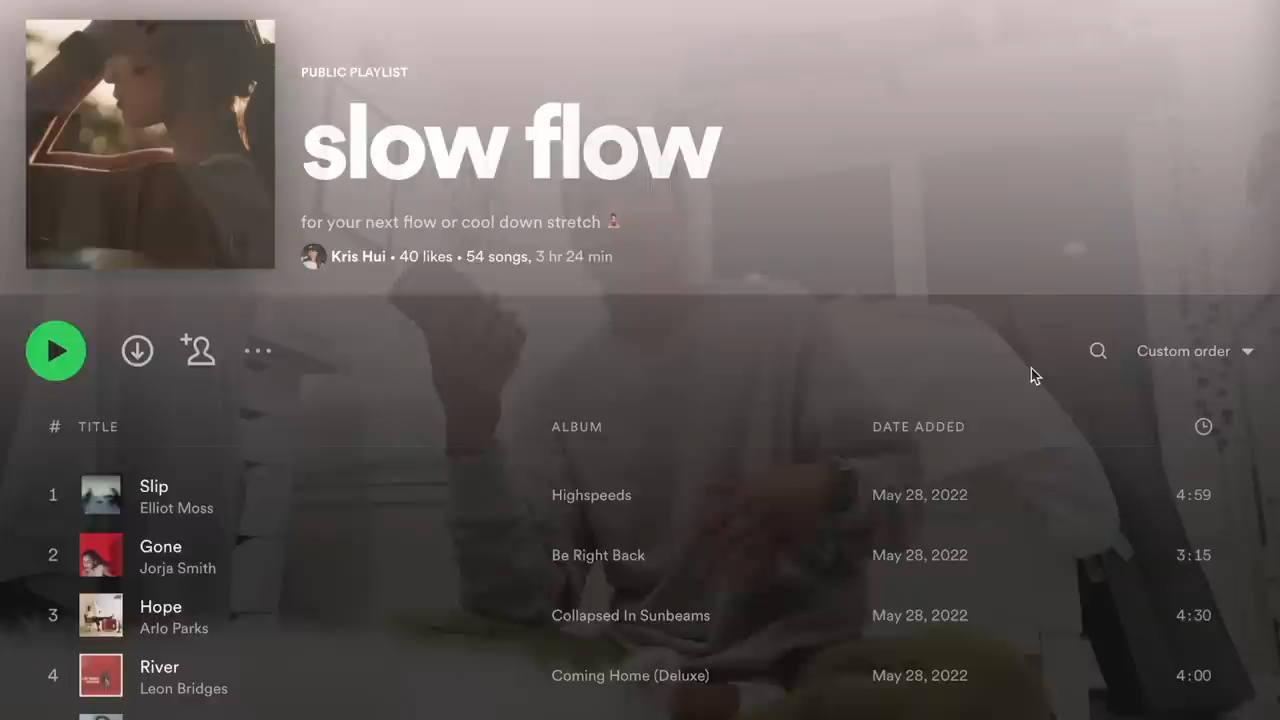 PUBLIC PLAYLIST
slow flow
for your next flow or cool down stretch
Kris Hui • 40 likes • 54 songs, 3 hr 24 min
Custom order
# TITLE ALBUM DATE ADDED
1 Slip Highspeeds May 28, 2022 4:59
Elliot Moss
2 Gone Be Right Back May 28, 2022 3:15
Jorja Smith
3 Hope Collapsed In Sunbeams May 28, 2022 4:30
Arlo Parks
4 River Coming Home (Deluxe) May 28, 2022 4:00
Leon Bridges